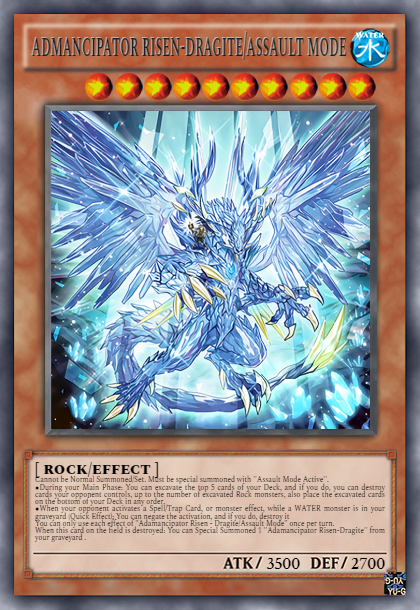 ADMANCIPATOR RISEN-DRAGITE/ASSAULT MODE
WATER
水
[ ROCK/EFFECT ]
Cannot be Normal Summoned/Set. Must be special summoned with "Assault Mode Active".
●During your Main Phase: You can excavate the top 5 cards of your Deck, and if you do, you can destroy
cards your opponent controls, up to the number of excavated Rock monsters, also place the excavated cards
on the bottom of your Deck in any order.
●When your opponent activates a Spell/Trap Card, or monster effect, while a WATER monster is in your
graveyard (Quick Effect): You can negate the activation, and if you do, destroy it
You can only use each effect of "Adamancipator Risen - Dragite/Assault Mode" once per turn.
When this card on the field is destroyed: You can Special Summoned 1 "Adamancipator Risen-Dragite" from
your graveyard .
ATK / 3500 DEF / 2700